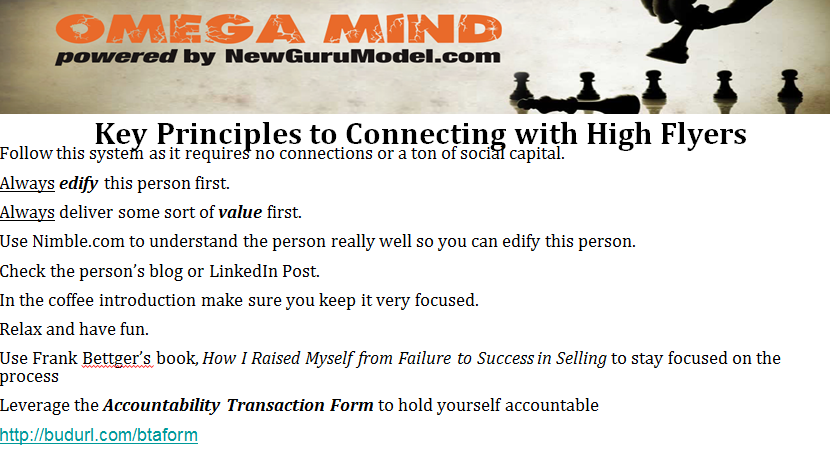 OMEGA MIND
powered by NewGuruModel.com
Key Principles to Connecting with High Flyers
Follow this system as it requires no connections or a ton of social capital.
Always edify this person first.
Always deliver some sort of value first.
Use Nimble.com to understand the person really well so you can edify this person.
Check the person’s blog or LinkedIn Post.
In the coffee introduction make sure you keep it very focused.
Relax and have fun.
Use Frank Bettger’s book, How I Raised Myself from Failure to Success in Selling to stay focused on the
process
Leverage the Accountability Transaction Form to hold yourself accountable
http://budurl.com/btaform